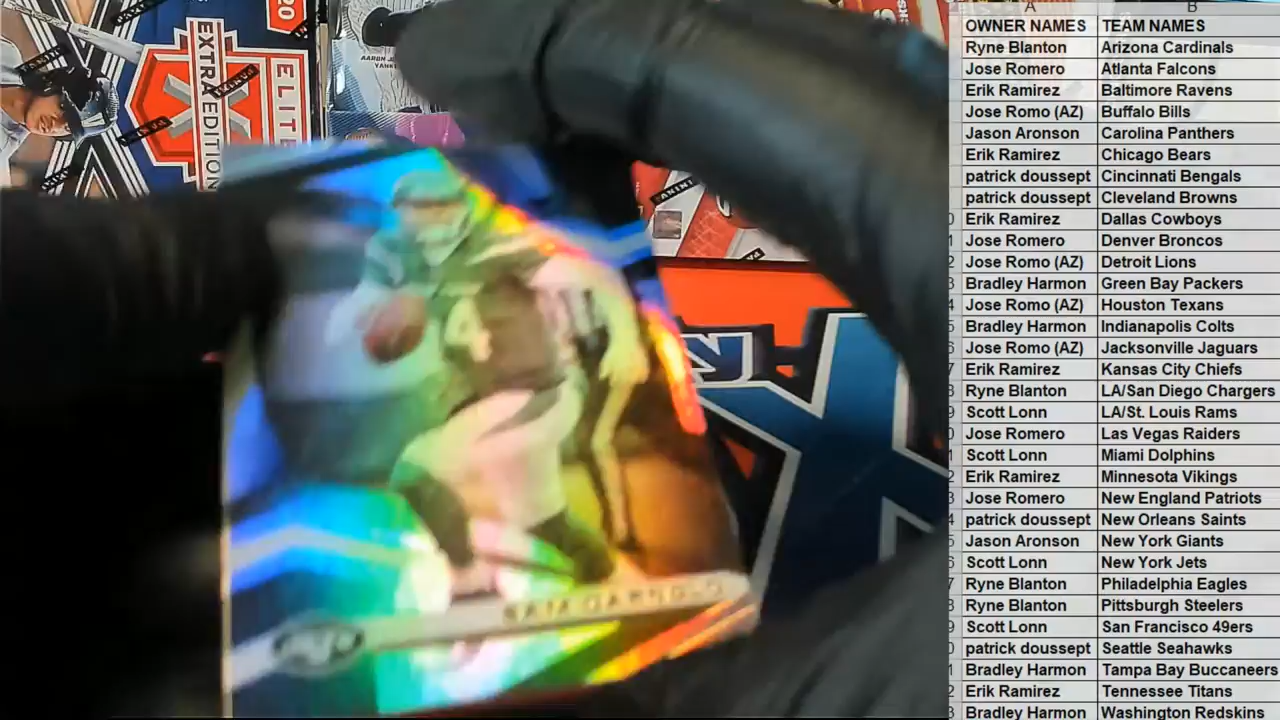 A B
OWNER NAMES TEAM NAMES
Ryne Blanton Arizona Cardinals
Jose Romero Atlanta Falcons
Erik Ramirez Baltimore Ravens
Jose Romo (AZ) Buffalo Bills
Jason Aronson Carolina Panthers
Erik Ramirez Chicago Bears
patrick doussept Cincinnati Bengals
patrick doussept Cleveland Browns
Erik Ramirez Dallas Cowboys
Jose Romero Denver Broncos
Jose Romo (AZ) Detroit Lions
Bradley Harmon Green Bay Packers
Jose Romo (AZ) Houston Texans
Bradley Harmon Indianapolis Colts
Jose Romo (AZ) Jacksonville Jaguars
Erik Ramirez Kansas City Chiefs
Ryne Blanton LA/San Diego Chargers
Scott Lonn LA/St. Louis Rams
Jose Romero Las Vegas Raiders
Scott Lonn Miami Dolphins
Erik Ramirez Minnesota Vikings
Jose Romero New England Patriots
patrick doussept New Orleans Saints
Jason Aronson New York Giants
Scott Lonn New York Jets
Ryne Blanton Philadelphia Eagles
Ryne Blanton Pittsburgh Steelers
Scott Lonn San Francisco 49ers
patrick doussept Seattle Seahawks
Bradley Harmon Tampa Bay Buccaneers
Erik Ramirez Tennessee Titans
Bradley Harmon Washington Redskins
20
ELITE
EXTRA EDITION
PANINI
SAM DARNOLD